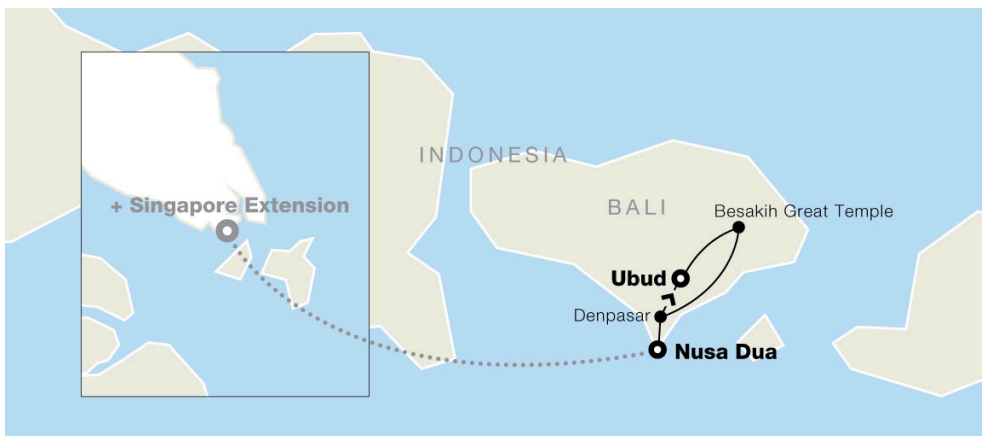 INDONESIA
+ Singapore Extension
BALI
Besakih Great Temple
Ubud
Denpasar
Nusa Dua